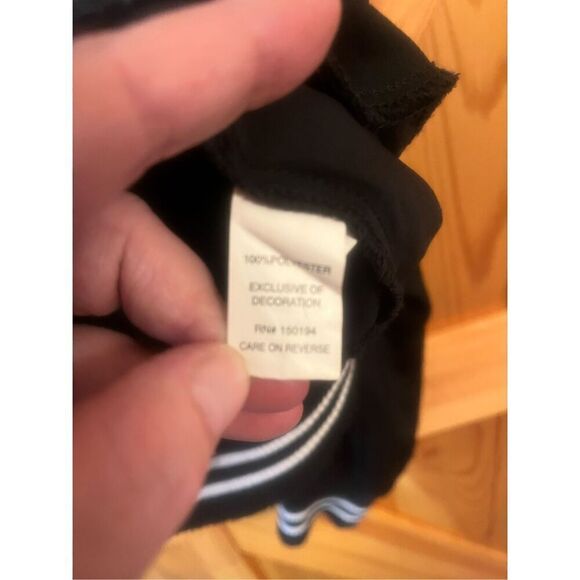 100% POLYESTER
EXCLUSIVE OF
DECORATION
RN# 150194
CARE ON REVERSE